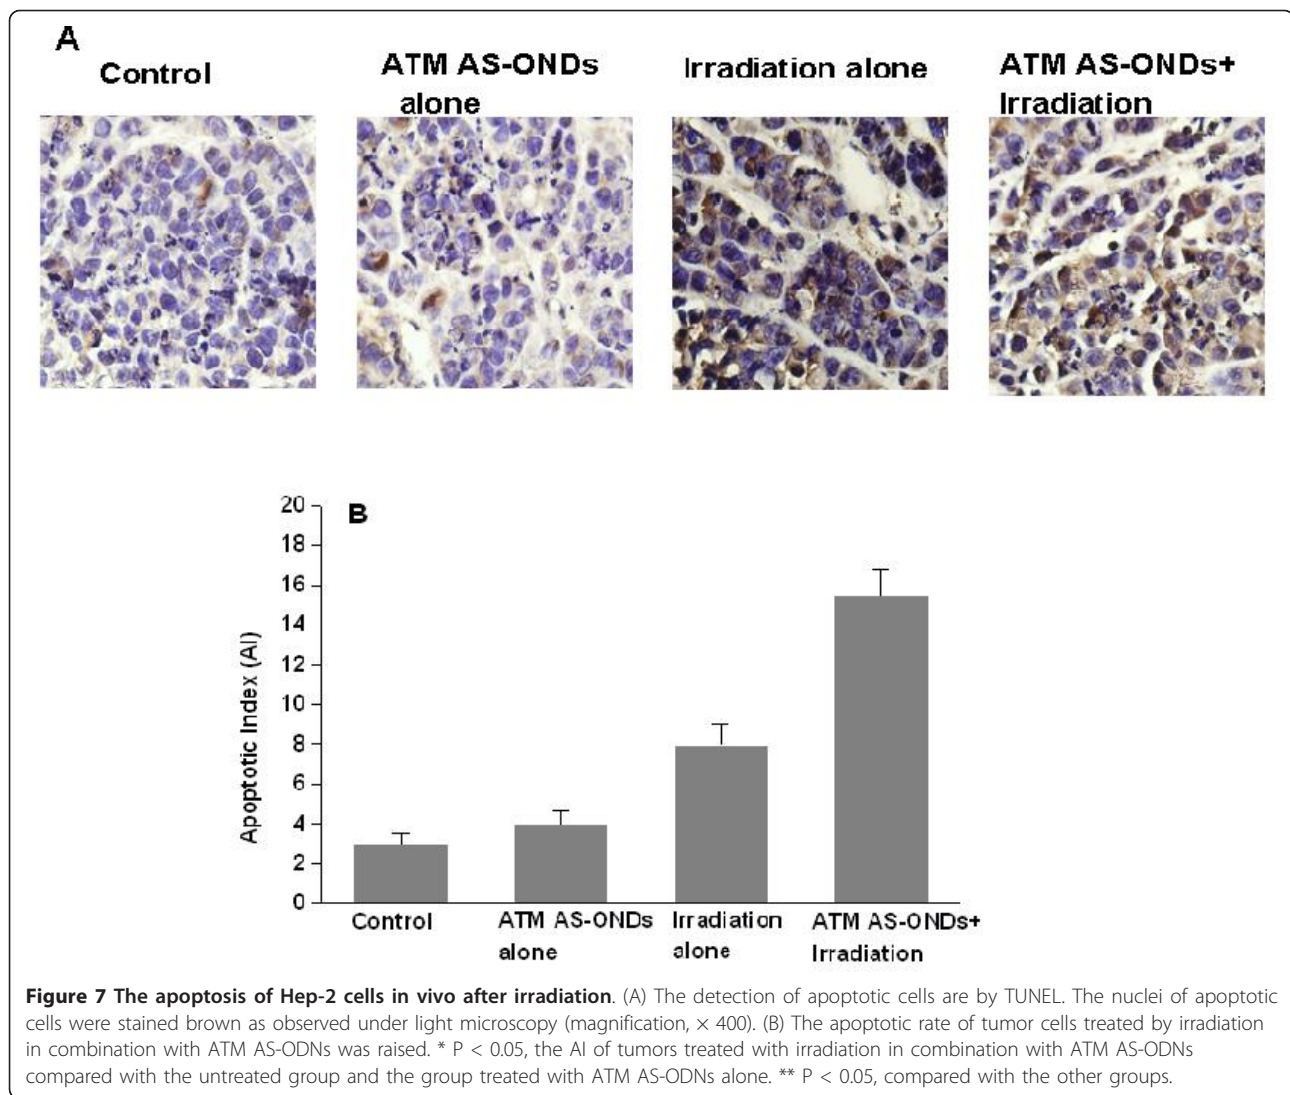 A
Control
ATM AS-ONDs
alone
Irradiation alone
ATM AS-ONDs+
Irradiation
B
Apoptotic Index (AI)
20
18
16
14
12
10
8
6
4
2
0
Control
ATM AS-ONDs
alone
Irradiation
alone
ATM AS-ONDs+
Irradiation
Figure 7 The apoptosis of Hep-2 cells in vivo after irradiation. (A) The detection of apoptotic cells are by TUNEL. The nuclei of apoptotic
cells were stained brown as observed under light microscopy (magnification, × 400). (B) The apoptotic rate of tumor cells treated by irradiation
in combination with ATM AS-ODNs was raised. * P < 0.05, the AI of tumors treated with irradiation in combination with ATM AS-ODNs
compared with the untreated group and the group treated with ATM AS-ODNs alone. ** P < 0.05, compared with the other groups.